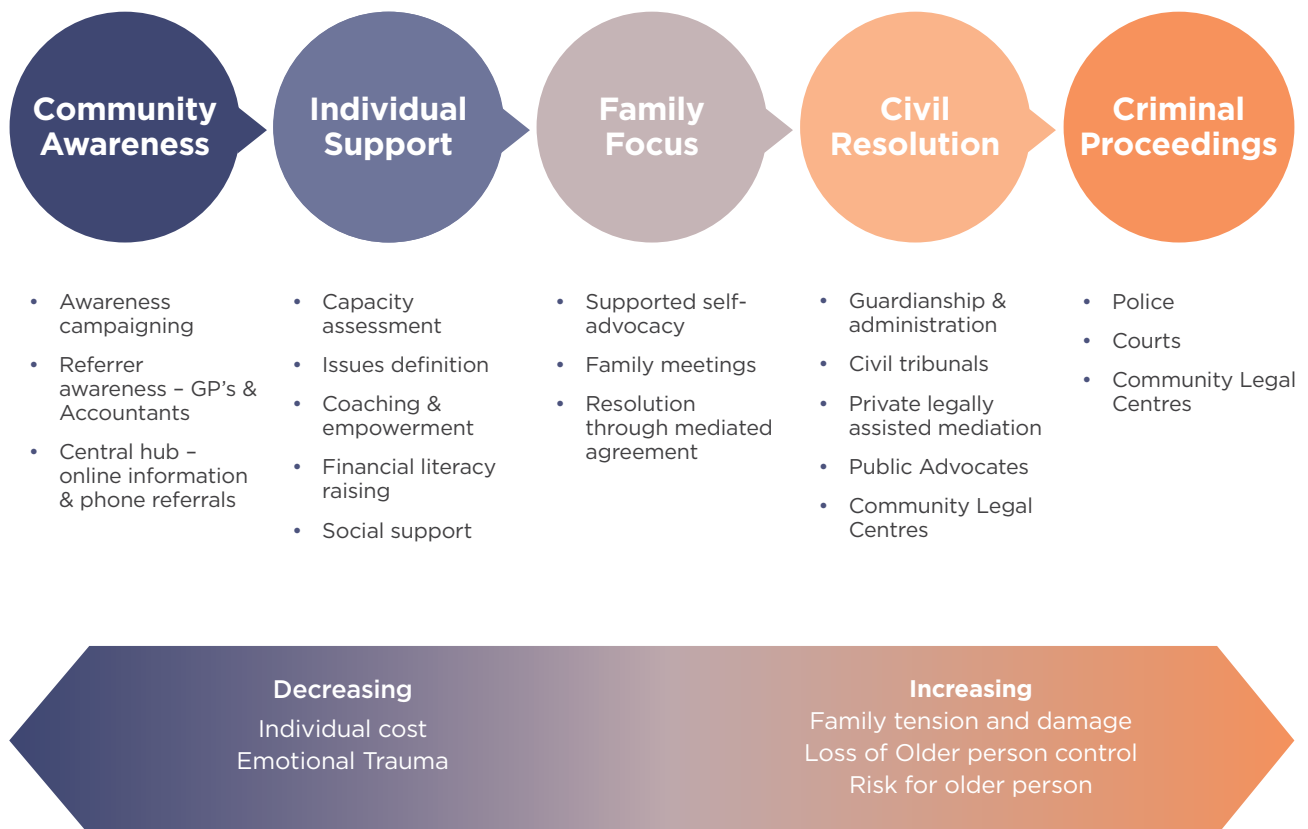 Community
Awareness
Individual
Support
Family
Focus
Civil
Resolution
Criminal
Proceedings
• Awareness
campaigning
• Referrer
awareness – GP's &
Accountants
• Central hub –
online information
& phone referrals
• Capacity
assessment
• Issues definition
• Coaching &
empowerment
• Financial literacy
raising
• Social support
• Supported self-
advocacy
• Family meetings
• Resolution
through mediated
agreement
• Guardianship &
administration
• Civil tribunals
• Private legally
assisted mediation
• Public Advocates
• Community Legal
Centres
• Police
• Courts
• Community Legal
Centres
Decreasing
Individual cost
Emotional Trauma
Increasing
Family tension and damage
Loss of Older person control
Risk for older person